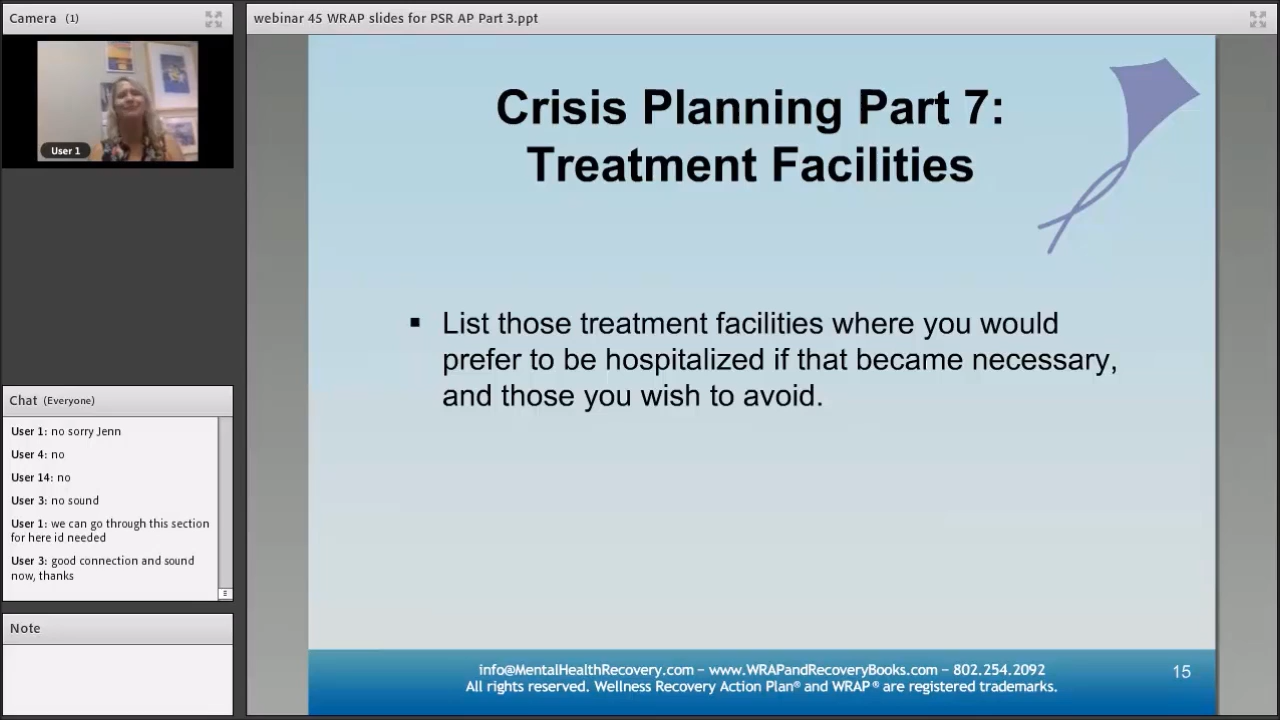 Camera (1)
User 1
webinar 45 WRAP slides for PSR AP Part 3.ppt
Crisis Planning Part 7:
Treatment Facilities
▪ List those treatment facilities where you would
prefer to be hospitalized if that became necessary,
and those you wish to avoid.
info@MentalHealthRecovery.com – www.WRAPandRecoveryBooks.com – 802.254.2092
All rights reserved. Wellness Recovery Action Plan® and WRAP® are registered trademarks.
15
Chat (Everyone)
User 1: no sorry Jenn
User 4: no
User 14: no
User 3: no sound
User 1: we can go through this section
for here id needed
User 3: good connection and sound
now, thanks
Note